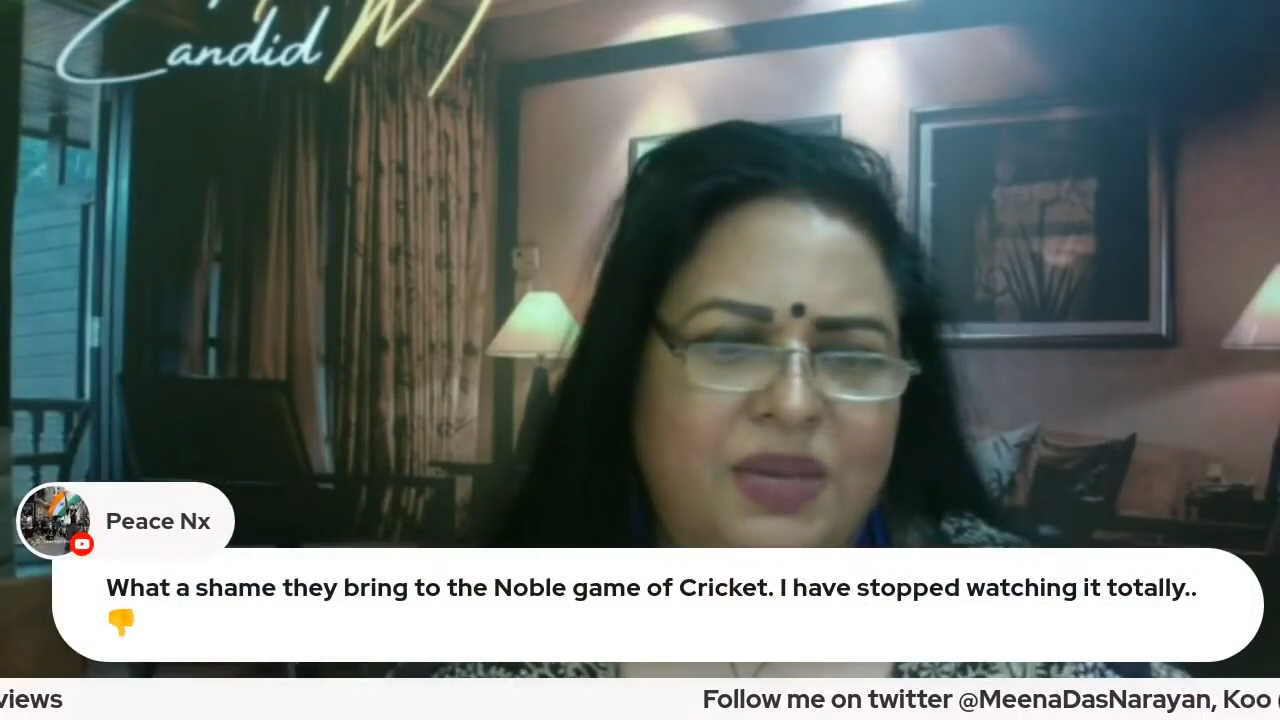 Candid M
Peace Nx
What a shame they bring to the Noble game of Cricket. I have stopped watching it totally..
👎
views
Follow me on twitter @MeenaDasNarayan, Koo